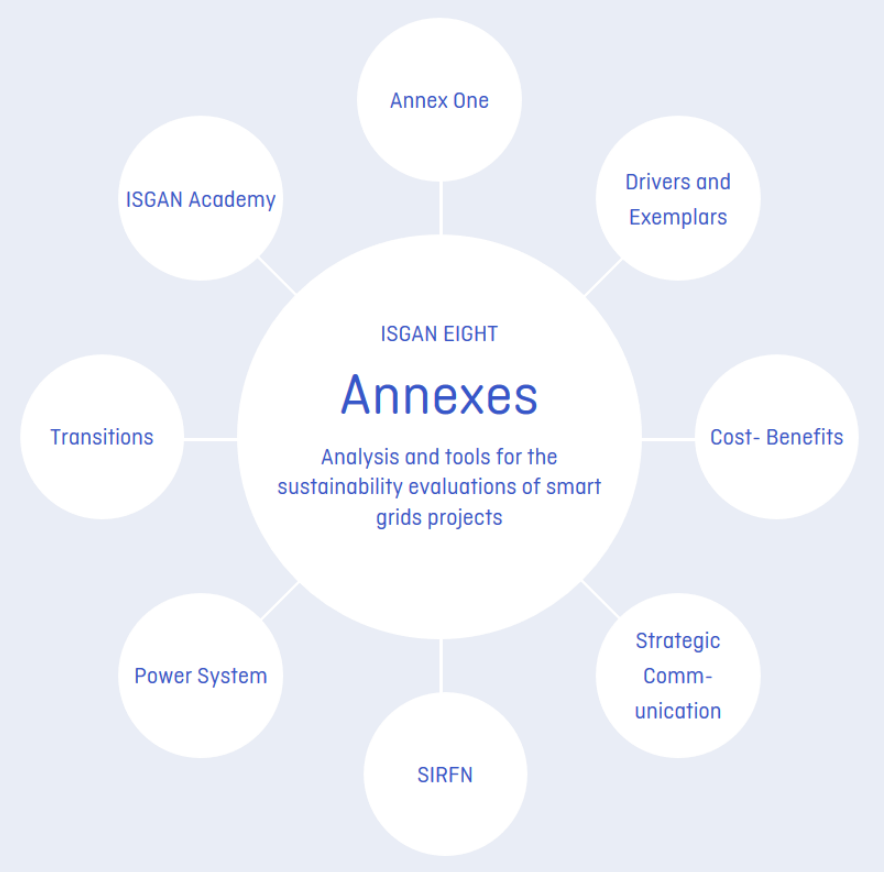 Annex One
ISGAN Academy
Drivers and
Exemplars
ISGAN EIGHT
Annexes
Analysis and tools for the
sustainability evaluations of smart
grids projects
Transitions
Cost- Benefits
Power System
Strategic
Comm-
unication
SIRFN